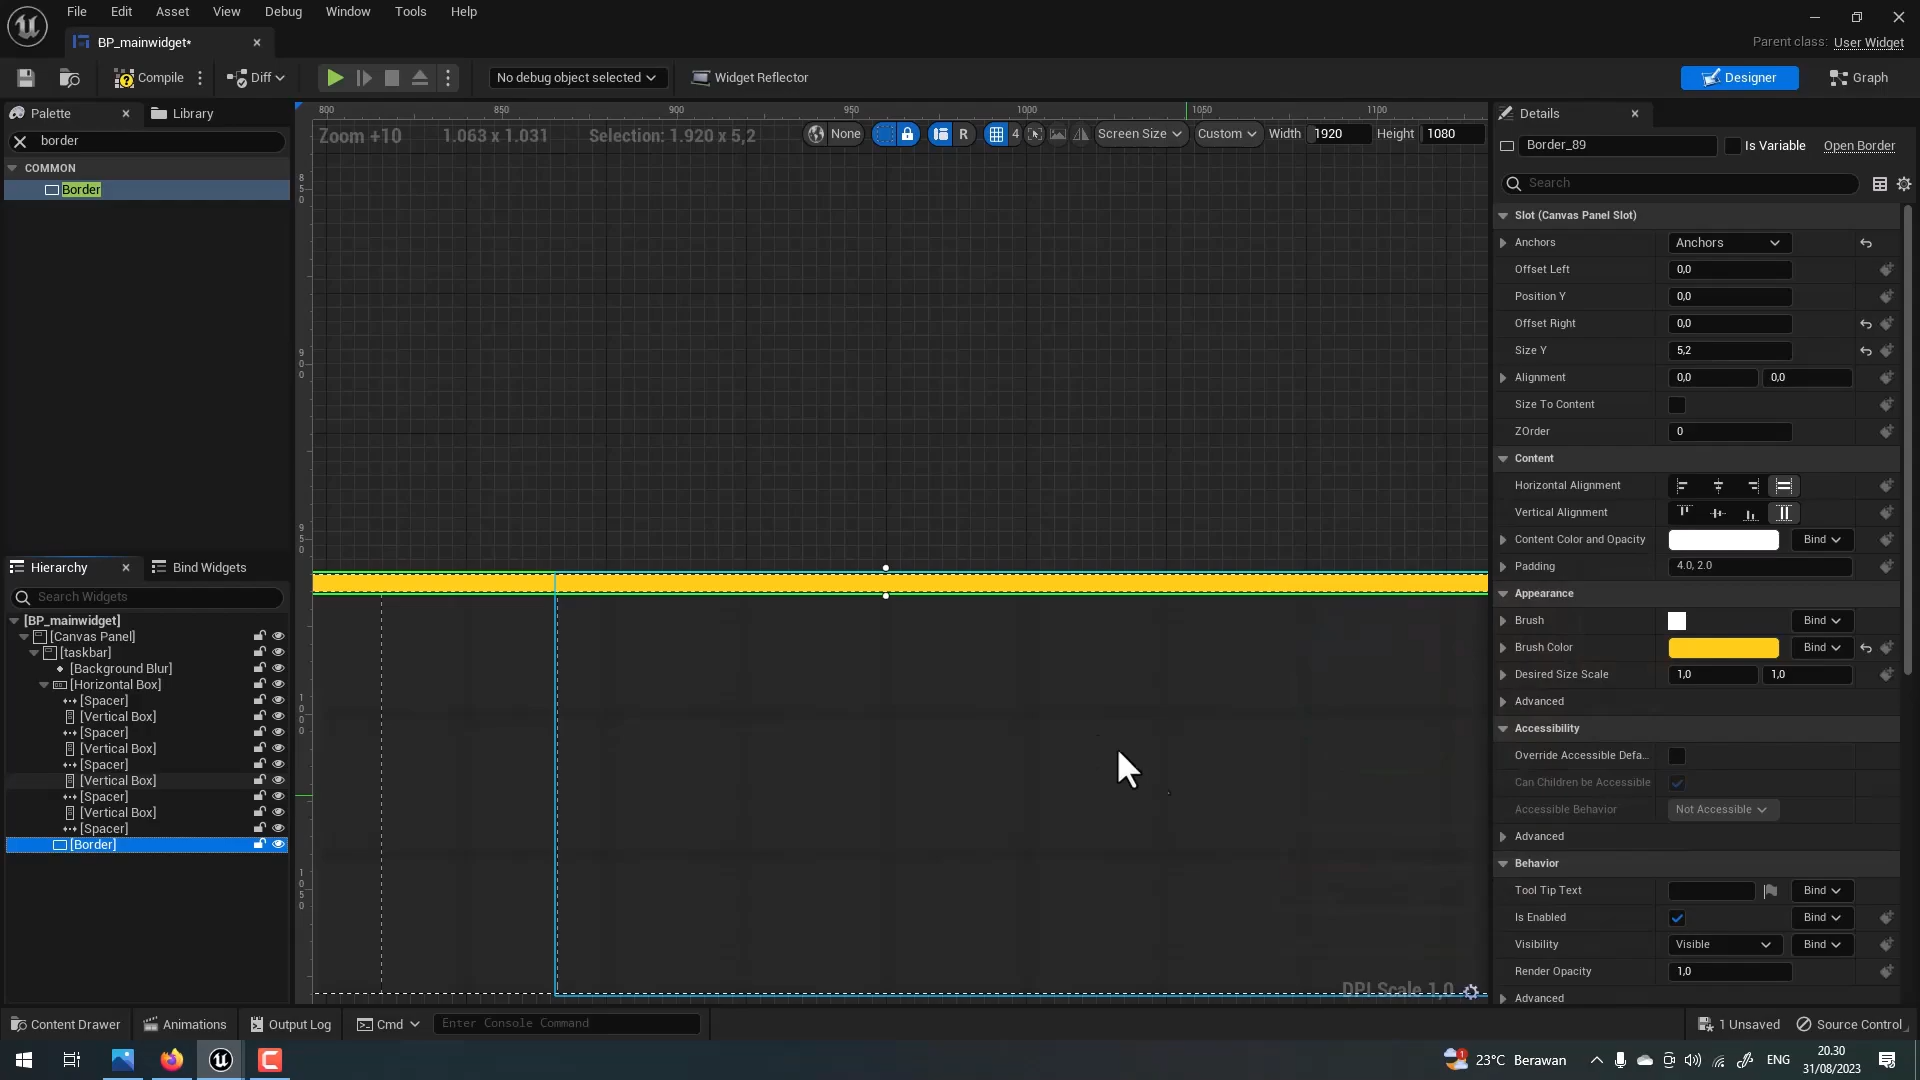 File Edit Asset View Debug Window Tools Help
BP_mainwidget*
Parent class: User Widget
Compile Diff No debug object selected Widget Reflector Designer Graph
Palette Library
border
COMMON
Border
800 850 900 950 1000 1050 1100
Zoom +10 1.063 x 1.031 Selection: 1.920 x 5,2 None R 4 Screen Size Custom Width 1920 Height 1080
850
900
950
1000
1050
DPI Scale 1,0
Hierarchy Bind Widgets
Search Widgets
[BP_mainwidget]
[Canvas Panel]
[taskbar]
[Background Blur]
[Horizontal Box]
[Spacer]
[Vertical Box]
[Spacer]
[Vertical Box]
[Spacer]
[Vertical Box]
[Spacer]
[Vertical Box]
[Spacer]
[Border]
Details
Border_89 Is Variable Open Border
Search
Slot (Canvas Panel Slot)
Anchors Anchors
Offset Left 0,0
Position Y 0,0
Offset Right 0,0
Size Y 5,2
Alignment 0,0 0,0
Size To Content
ZOrder 0
Content
Horizontal Alignment
Vertical Alignment
Content Color and Opacity Bind
Padding 4.0, 2.0
Appearance
Brush Bind
Brush Color Bind
Desired Size Scale 1,0 1,0
Advanced
Accessibility
Override Accessible Defa...
Can Children be Accessible
Accessible Behavior Not Accessible
Advanced
Behavior
Tool Tip Text Bind
Is Enabled Bind
Visibility Visible Bind
Render Opacity 1,0
Advanced
Content Drawer Animations Output Log Cmd Enter Console Command 1 Unsaved Source Control
1 23°C Berawan ENG 20.30
31/08/2023